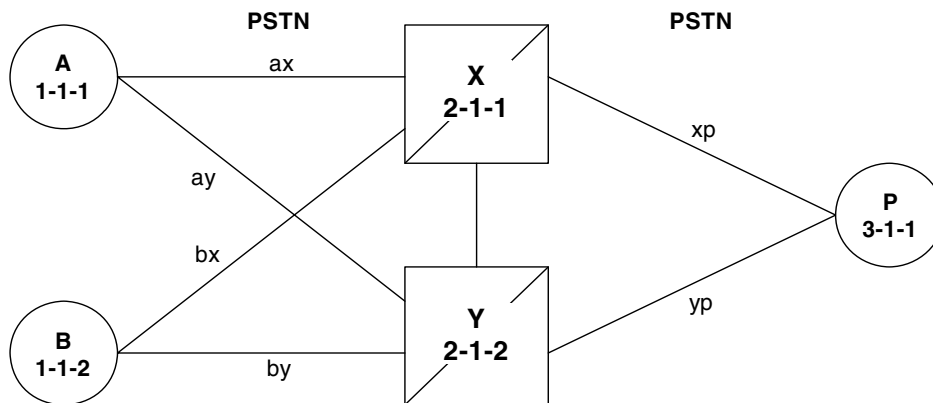 PSTN
PSTN
A
1-1-1
ax
X
2-1-1
xp
ay
P
3-1-1
bx
yp
B
1-1-2
by
Y
2-1-2